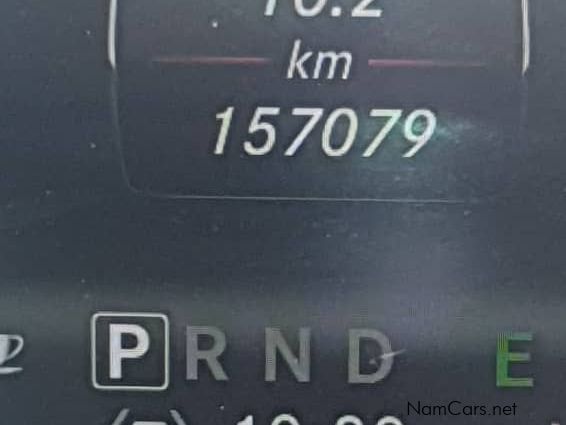 km
157079
P R N D E
NamCars.net